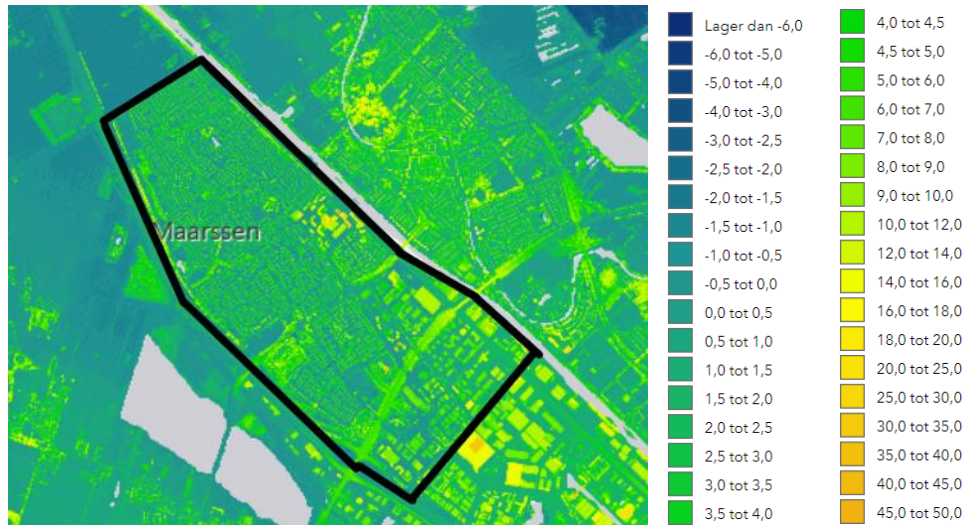 Maarssen
Lager dan -6,0
-6,0 tot -5,0
-5,0 tot -4,0
-4,0 tot -3,0
-3,0 tot -2,5
-2,5 tot -2,0
-2,0 tot -1,5
-1,5 tot -1,0
-1,0 tot -0,5
-0,5 tot 0,0
0,0 tot 0,5
0,5 tot 1,0
1,0 tot 1,5
1,5 tot 2,0
2,0 tot 2,5
2,5 tot 3,0
3,0 tot 3,5
3,5 tot 4,0
4,0 tot 4,5
4,5 tot 5,0
5,0 tot 6,0
6,0 tot 7,0
7,0 tot 8,0
8,0 tot 9,0
9,0 tot 10,0
10,0 tot 12,0
12,0 tot 14,0
14,0 tot 16,0
16,0 tot 18,0
18,0 tot 20,0
20,0 tot 25,0
25,0 tot 30,0
30,0 tot 35,0
35,0 tot 40,0
40,0 tot 45,0
45,0 tot 50,0